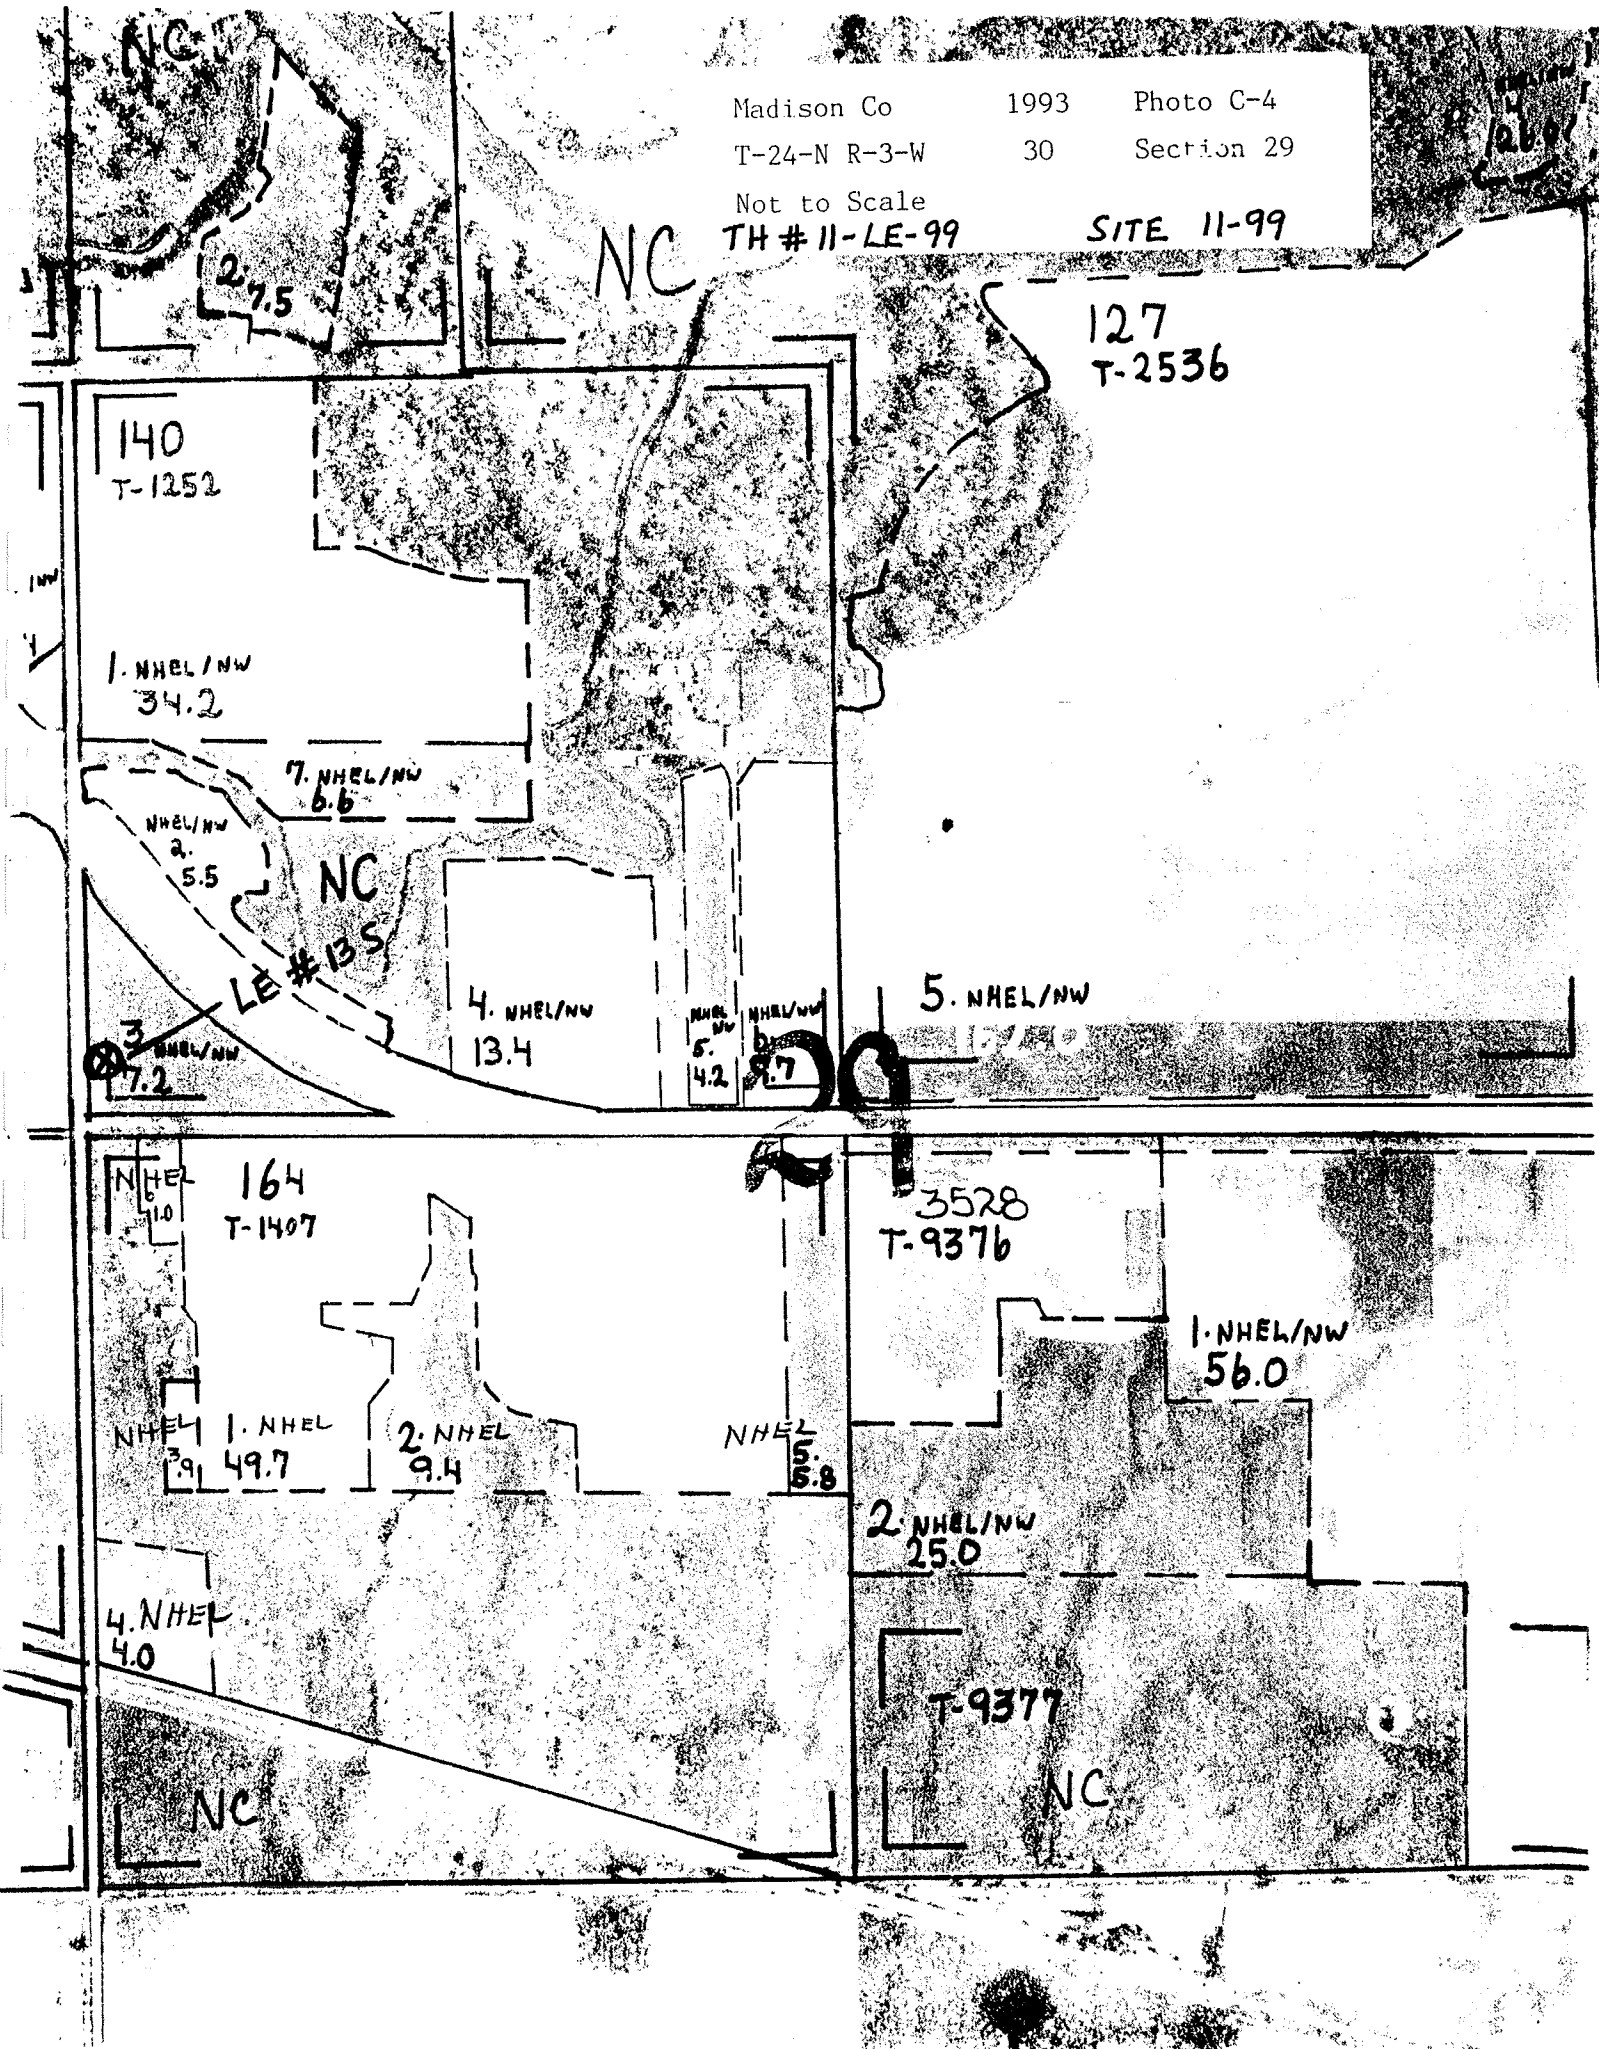 NC
Madison Co 1993 Photo C-4
T-24-N R-3-W 30 Section 29
Not to Scale
TH # 11-LE-99 SITE 11-99
NC
2.
7.5
127
T-2536
140
T-1252
1. NHEL/NW
34.2
7. NHEL/NW
6.6
NHEL/NW
2.
5.5
NC
LE # 13S
4. NHEL/NW
13.4
NHEL
NW
5.
4.2
NHEL/NW
6.
9.7
5. NHEL/NW
3
NHEL/NW
7.2
29
NHEL
6
1.0
164
T-1407
3528
T-9376
1. NHEL/NW
56.0
NHEL
3
.9
1. NHEL
49.7
2. NHEL
9.4
NHEL
5.
5.8
2. NHEL/NW
25.0
4. NHEL
4.0
T-9377
NC
NC